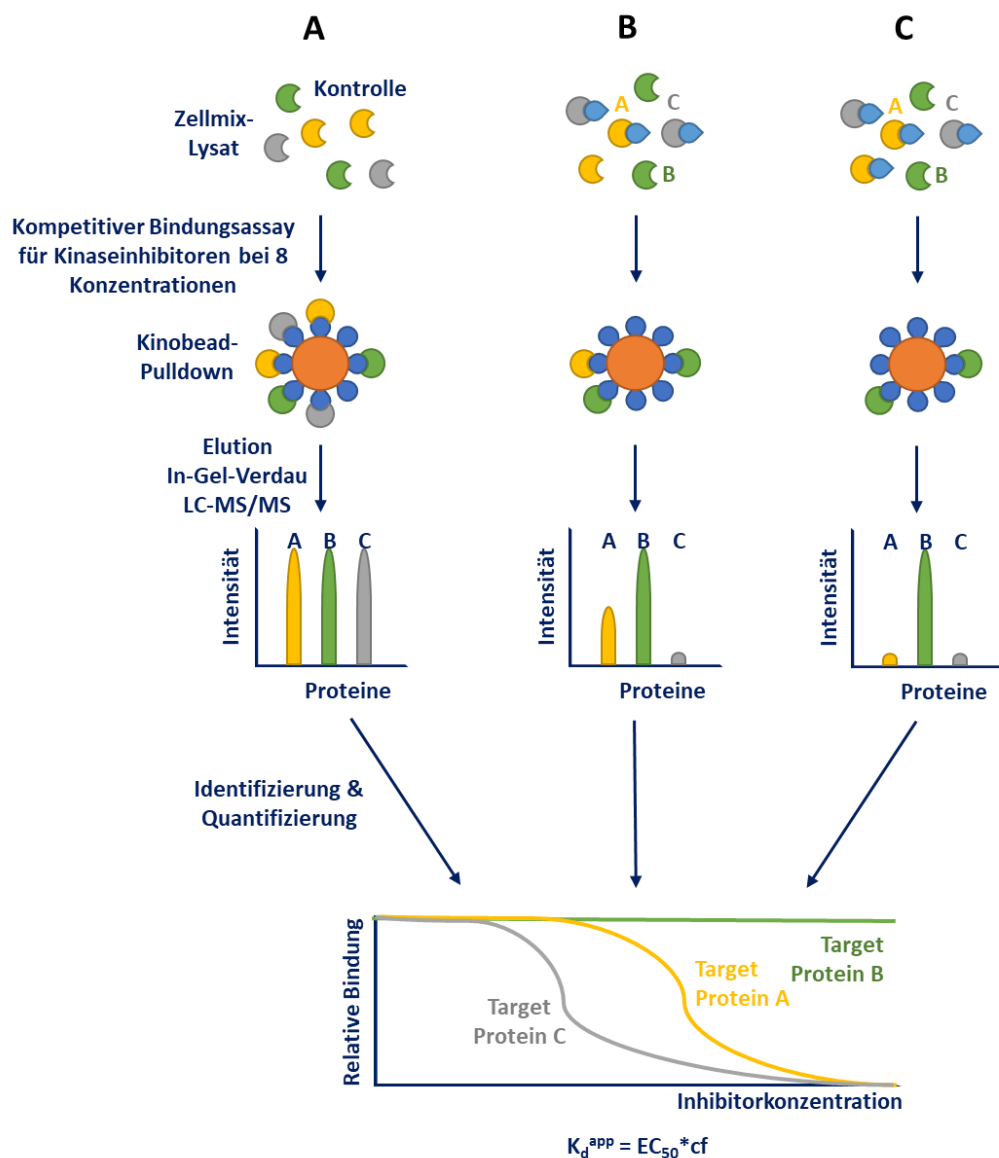 A
B
C
Kontrolle
Zellmix-
Lysat
A
C
B
A
C
B
Kompetitiver Bindungsassay
für Kinaseinhibitoren bei 8
Konzentrationen
Kinobead-
Pulldown
Elution
In-Gel-Verdau
LC-MS/MS
Intensität
A B C
Proteine
Intensität
A B C
Proteine
Intensität
A B C
Proteine
Identifizierung &
Quantifizierung
Relative Bindung
Target
Protein B
Target
Protein A
Target
Protein C
Inhibitorkonzentration
K_d^app = EC₅₀*cf